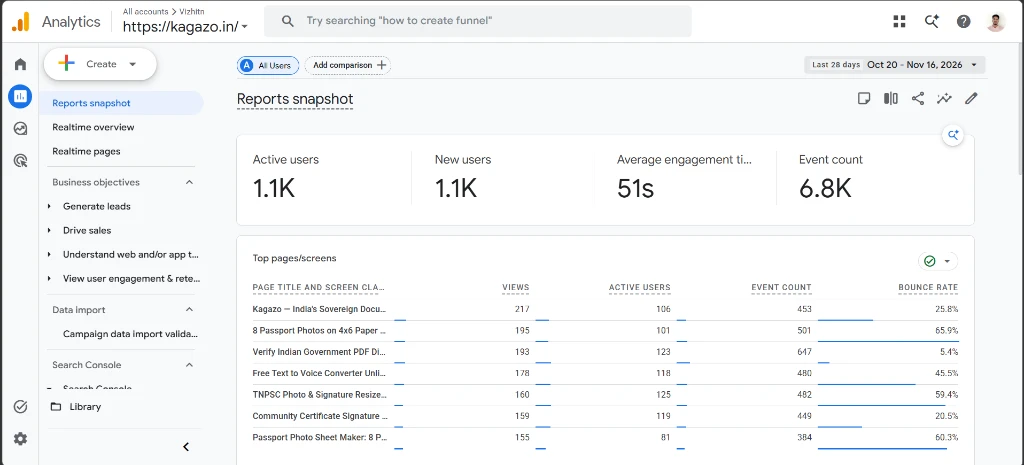 Analytics
All accounts > Vizhitn
https://kagazo.in/
Try searching "how to create funnel"
Create
Reports snapshot
Realtime overview
Realtime pages
Business objectives
Generate leads
Drive sales
Understand web and/or app t...
View user engagement & rete...
Data import
Campaign data import valida...
Search Console
Search Console
Library
A All Users
Add comparison
Last 28 days Oct 20 - Nov 16, 2026
Reports snapshot
Active users
1.1K
New users
1.1K
Average engagement ti...
51s
Event count
6.8K
Top pages/screens
PAGE TITLE AND SCREEN CLA... VIEWS ACTIVE USERS EVENT COUNT BOUNCE RATE
Kagazo — India's Sovereign Docu... 217 106 453 25.8%
8 Passport Photos on 4x6 Paper ... 195 101 501 65.9%
Verify Indian Government PDF Di... 193 123 647 5.4%
Free Text to Voice Converter Unli... 178 118 480 45.5%
TNPSC Photo & Signature Resize... 160 125 482 59.4%
Community Certificate Signature ... 159 119 449 20.5%
Passport Photo Sheet Maker: 8 P... 155 81 384 60.3%